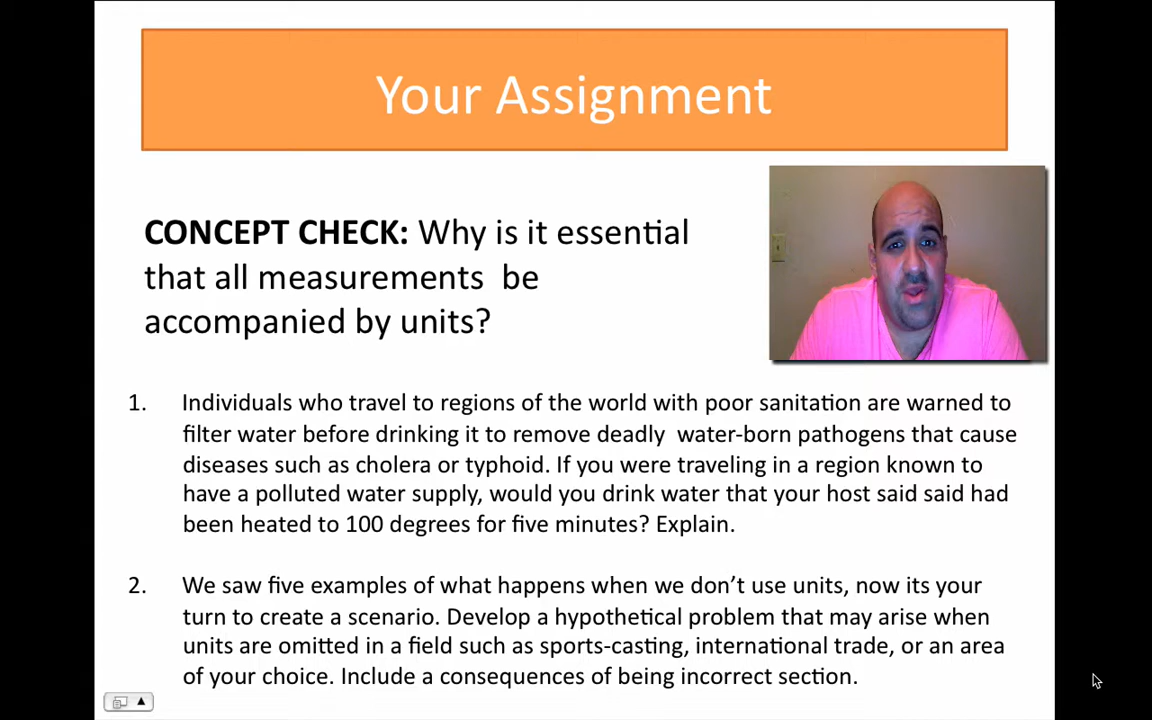 Your Assignment
CONCEPT CHECK: Why is it essential
that all measurements be
accompanied by units?
1. Individuals who travel to regions of the world with poor sanitation are warned to
filter water before drinking it to remove deadly water-born pathogens that cause
diseases such as cholera or typhoid. If you were traveling in a region known to
have a polluted water supply, would you drink water that your host said said had
been heated to 100 degrees for five minutes? Explain.
2. We saw five examples of what happens when we don't use units, now its your
turn to create a scenario. Develop a hypothetical problem that may arise when
units are omitted in a field such as sports-casting, international trade, or an area
of your choice. Include a consequences of being incorrect section.